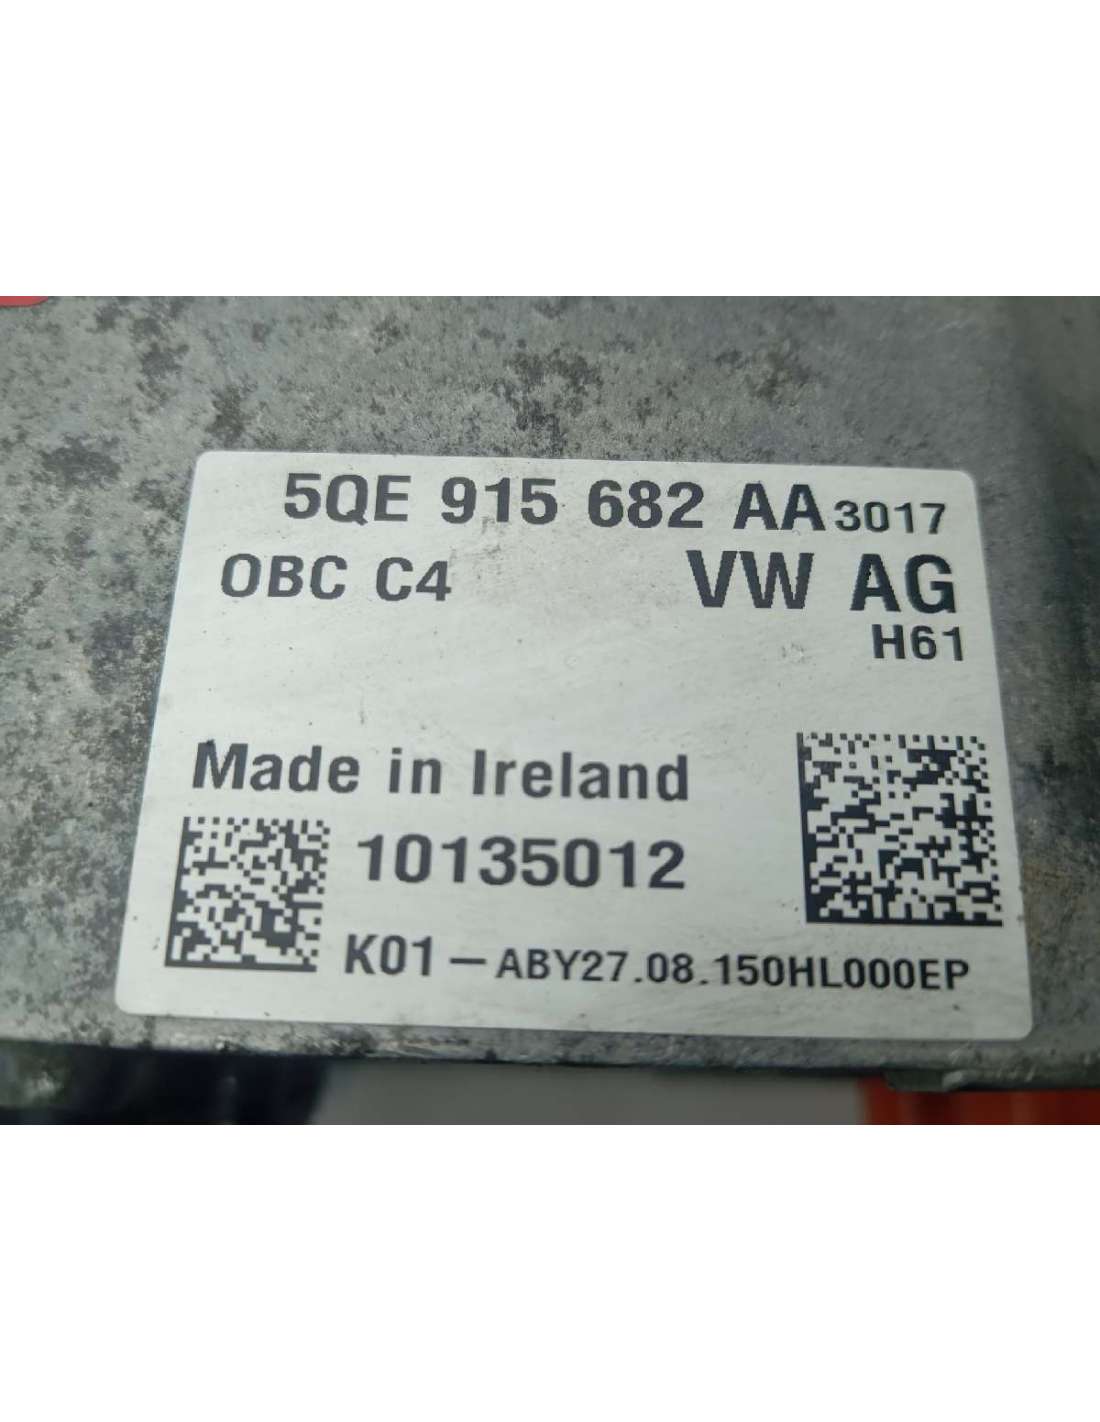 5QE 915 682 AA 3017
OBC C4 VW AG
H61
Made in Ireland
10135012
K01-ABY27.08.150HL000EP